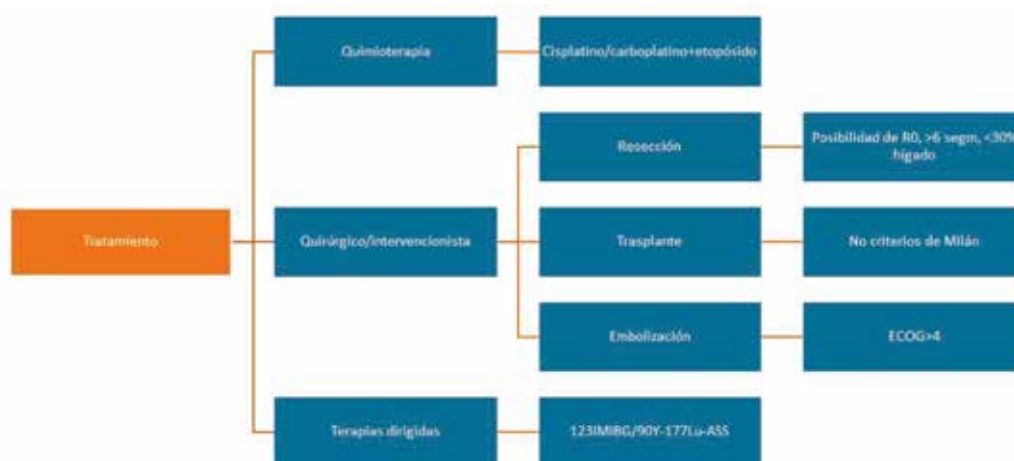 Tratamiento
Quimioterapia
Cisplatino/carboplatino+etopósido
Quirúrgico/intervencionista
Resección
Posibilidad de R0, >6 segm, <30%
hígado
Trasplante
No criterios de Milán
Embolización
ECOG>4
Terapias dirigidas
123IMIBG/90Y-177Lu-ASS